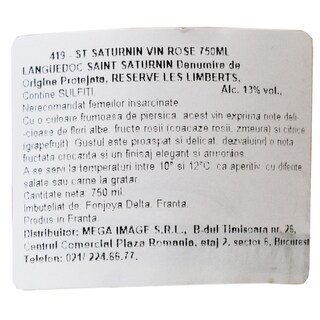 419 - ST SATURNIN VIN ROSE 750ML
LANGUEDOC SAINT SATURNIN Denumire de
Origine Protejata, RESERVE LES LIMBERTS,
Contine SULFITI. Alc. 13% vol.,
Nerecomandat femeilor insarcinate.
Cu o culoare frumoasa de piersica, acest vin exprima note deli-
cioase de flori albe, fructe rosii (coacaze rosii, zmeura) si citrice
(grapefruit). Gustul este proaspat si delicat, dezvaluind o nota
fructata crocanta si un finisaj elegant si armonios.
A se servi la temperaturi intre 10° si 12°C, ca aperitiv, cu diferite
salate sau carne la gratar.
Cantitate neta: 750 ml
Imbuteliat de: Fonjoya Delta, Franta.
Produs in Franta.
Distribuitor: MEGA IMAGE S.R.L., B-dul Timisoara nr. 26,
Centrul Comercial Plaza Romania, etaj 2, sector 6, Bucuresti
Telefon: 021/ 224.66.77.